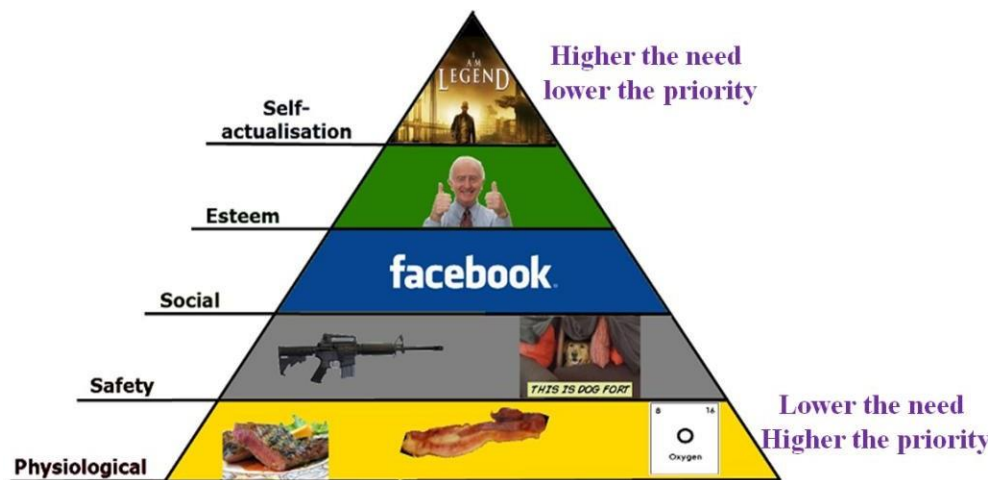 I
AM
LEGEND
Higher the need
lower the priority
Self-
actualisation
Esteem
facebook
Social
Safety
THIS IS DOG FORT
Lower the need
Higher the priority
8 16
O
Oxygen
Physiological